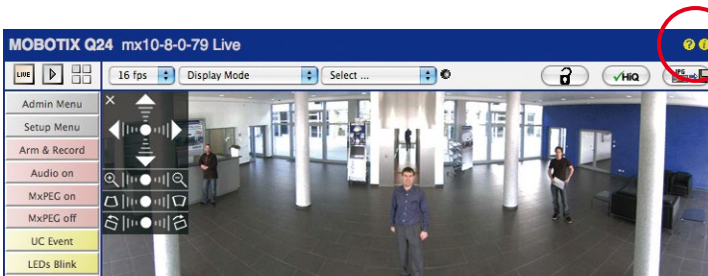 MOBOTIX Q24 mx10-8-0-79 Live
? i
LIVE
16 fps
Display Mode
Select ...
HiQ
JPG
Admin Menu
Setup Menu
Arm & Record
Audio on
MxPEG on
MxPEG off
UC Event
LEDs Blink